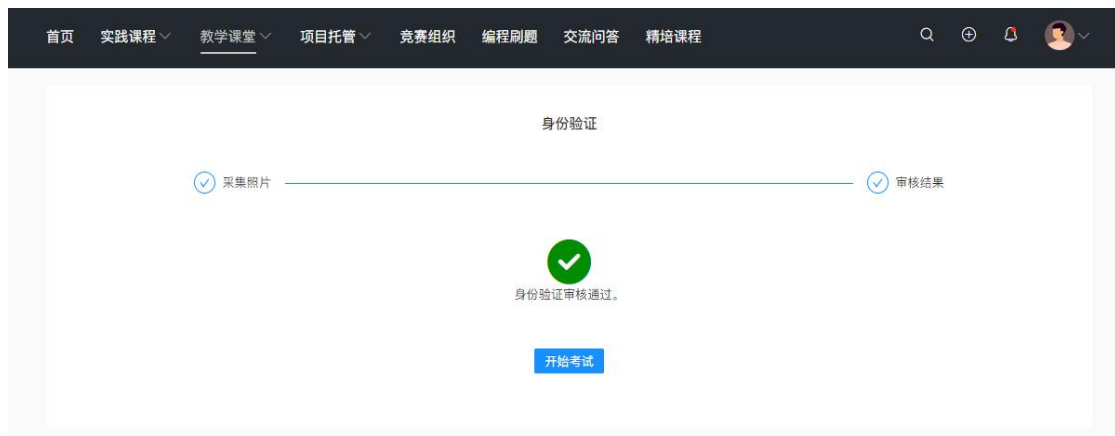 首页 实践课程 教学课堂 项目托管 竞赛组织 编程刷题 交流问答 精培课程
身份验证
采集照片 审核结果
身份验证审核通过。
开始考试